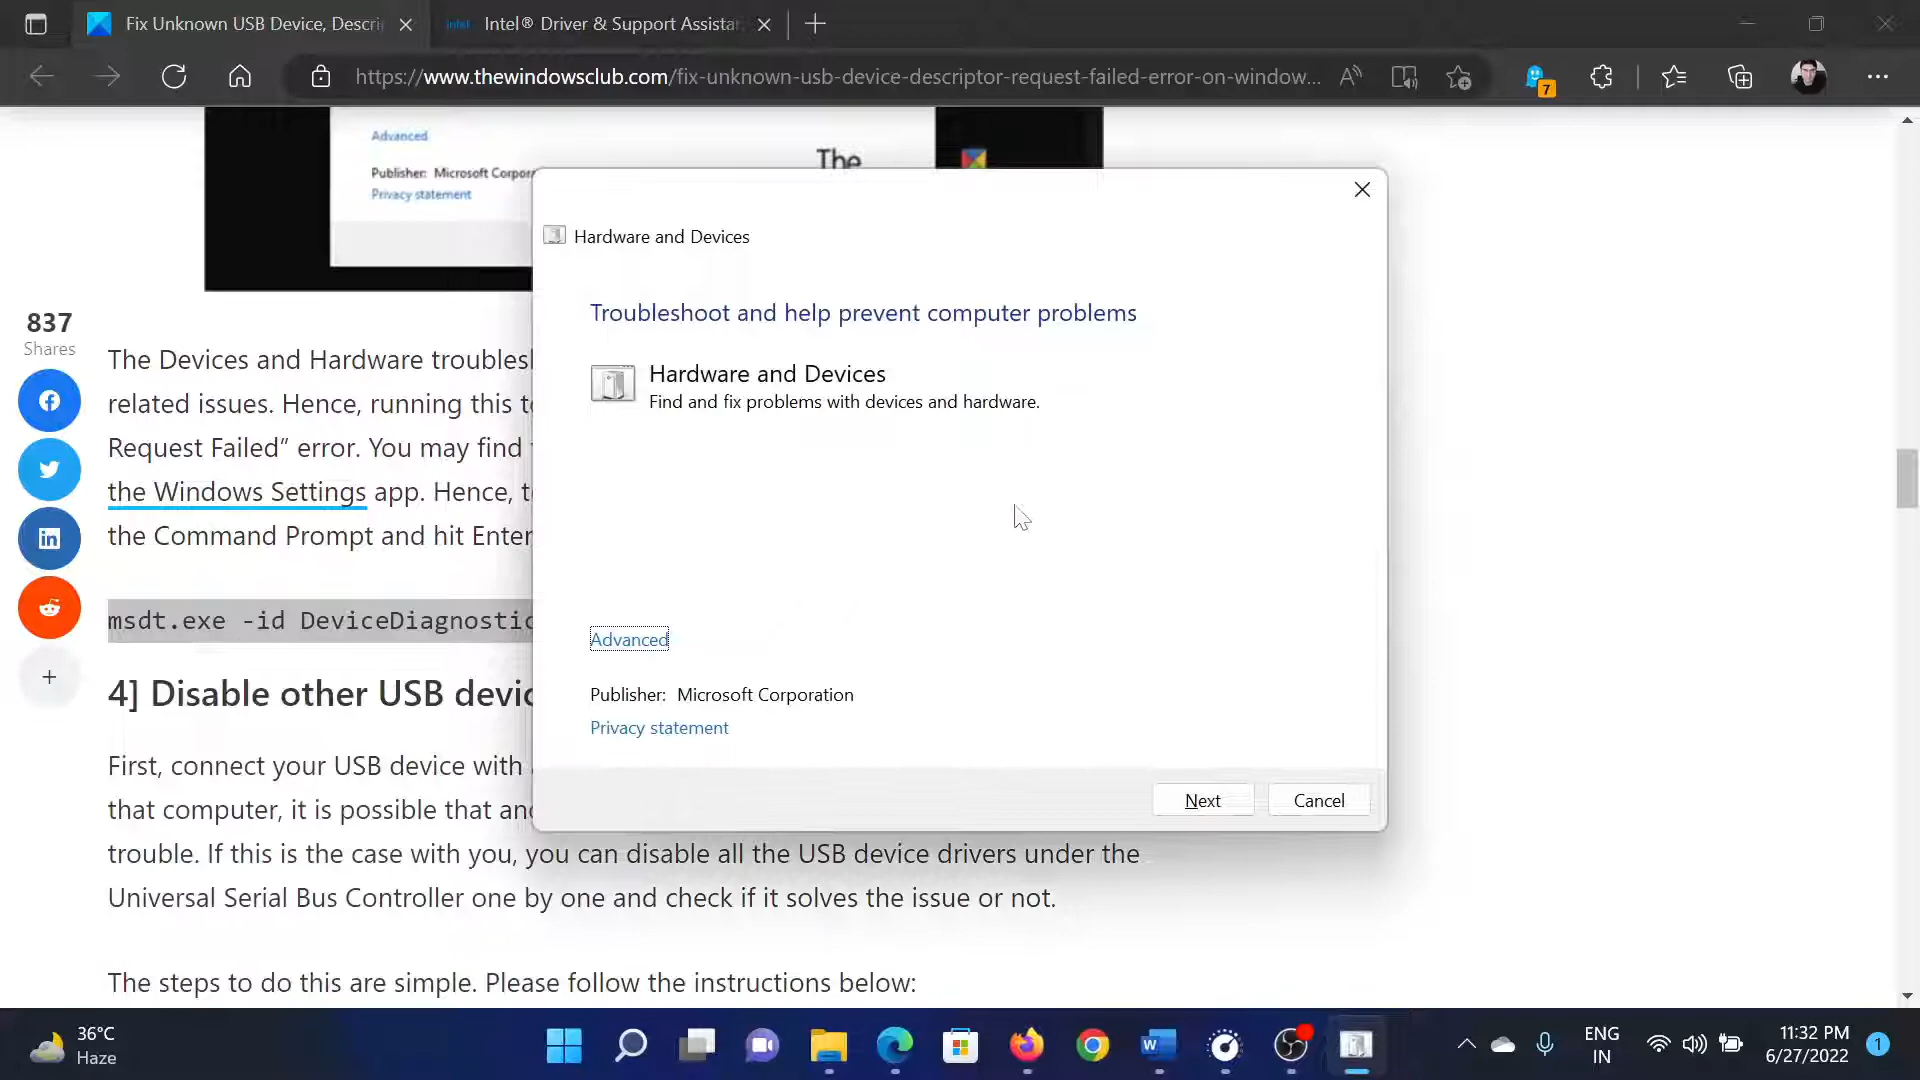 Fix Unknown USB Device, Descri
intel
Intel® Driver & Support Assistar
https://www.thewindowsclub.com/fix-unknown-usb-device-descriptor-request-failed-error-on-window...
7
Advanced
The
Publisher: Microsoft Corpor
Privacy statement
Hardware and Devices
Troubleshoot and help prevent computer problems
Hardware and Devices
Find and fix problems with devices and hardware.
Advanced
Publisher: Microsoft Corporation
Privacy statement
Next
Cancel
837
Shares
The Devices and Hardware troubles
related issues. Hence, running this t
Request Failed” error. You may find
the Windows Settings app. Hence, t
the Command Prompt and hit Enter
msdt.exe -id DeviceDiagnostic
4] Disable other USB devic
First, connect your USB device with
that computer, it is possible that an
trouble. If this is the case with you, you can disable all the USB device drivers under the
Universal Serial Bus Controller one by one and check if it solves the issue or not.
The steps to do this are simple. Please follow the instructions below:
36°C
Haze
ENG
IN
11:32 PM
6/27/2022
1